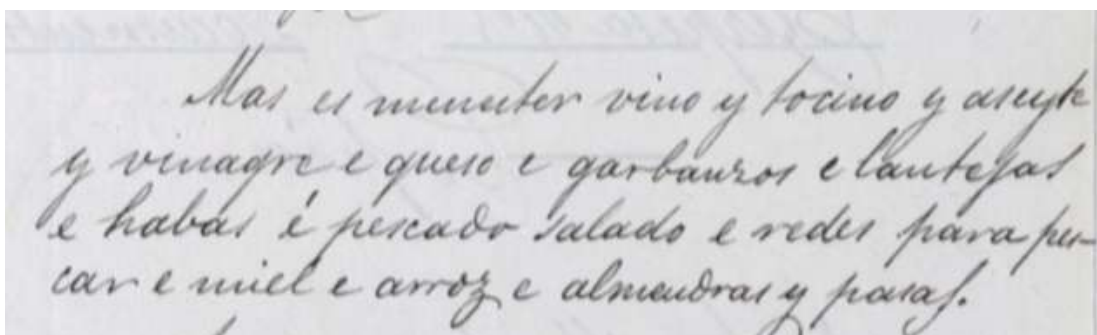 Mas es menester vino y tocino y aseyte
y vinagre e queso e garbanzos e lantejas
e habas é pescado salado e redes para pes-
car e miel e arroz e almendras y pasas.